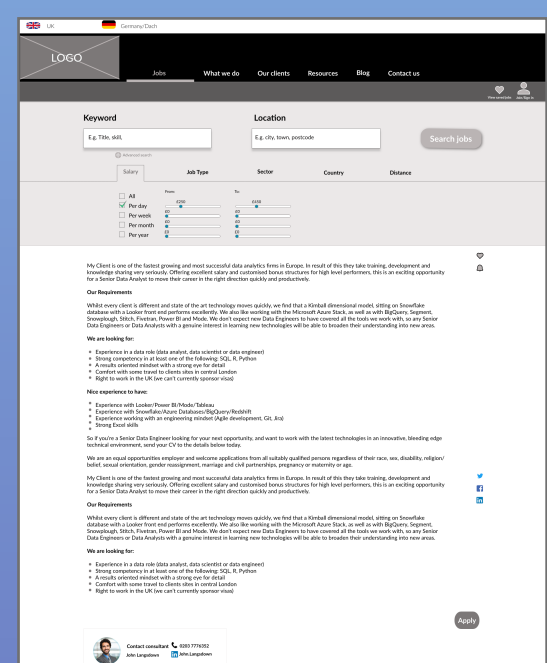 UK Germany/Dach
LOGO
Jobs What we do Our clients Resources Blog Contact us
View saved jobs Join/Sign in
Keyword Location
E.g. Title, skill, E.g. city, town, postcode Search jobs
Advanced search
Salary Job Type Sector Country Distance
From: To:
All £250 £450
Per day £0 £0
Per week £0 £0
Per month £0 £0
Per year
My Client is one of the fastest growing and most successful data analytics firms in Europe. In result of this they take training, development and
knowledge sharing very seriously. Offering excellent salary and customised bonus structures for high level performers, this is an exciting opportunity
for a Senior Data Analyst to move their career in the right direction quickly and productively.
Our Requirements
Whilst every client is different and state of the art technology moves quickly, we find that a Kimball dimensional model, sitting on Snowflake
database with a Looker front end performs excellently. We also like working with the Microsoft Azure Stack, as well as with BigQuery, Segment,
Snowplough, Stitch, Fivetran, Power BI and Mode. We don't expect new Data Engineers to have covered all the tools we work with, so any Senior
Data Engineers or Data Analysts with a genuine interest in learning new technologies will be able to broaden their understanding into new areas.
We are looking for:
Experience in a data role (data analyst, data scientist or data engineer)
Strong competency in at least one of the following: SQL, R, Python
A results oriented mindset with a strong eye for detail
Comfort with some travel to clients sites in central London
Right to work in the UK (we can't currently sponsor visas)
Nice experience to have:
Experience with Looker/Power BI/Mode/Tableau
Experience with Snowflake/Azure Databases/BigQuery/Redshift
Experience working with an engineering mindset (Agile development, Git, Jira)
Strong Excel skills
So if you're a Senior Data Engineer looking for your next opportunity, and want to work with the latest technologies in an innovative, bleeding edge
technical environment, send your CV to the details below today.
We are an equal opportunities employer and welcome applications from all suitably qualified persons regardless of their race, sex, disability, religion/
belief, sexual orientation, gender reassignment, marriage and civil partnerships, pregnancy or maternity or age.
My Client is one of the fastest growing and most successful data analytics firms in Europe. In result of this they take training, development and
knowledge sharing very seriously. Offering excellent salary and customised bonus structures for high level performers, this is an exciting opportunity
for a Senior Data Analyst to move their career in the right direction quickly and productively.
Our Requirements
Whilst every client is different and state of the art technology moves quickly, we find that a Kimball dimensional model, sitting on Snowflake
database with a Looker front end performs excellently. We also like working with the Microsoft Azure Stack, as well as with BigQuery, Segment,
Snowplough, Stitch, Fivetran, Power BI and Mode. We don't expect new Data Engineers to have covered all the tools we work with, so any Senior
Data Engineers or Data Analysts with a genuine interest in learning new technologies will be able to broaden their understanding into new areas.
We are looking for:
Experience in a data role (data analyst, data scientist or data engineer)
Strong competency in at least one of the following: SQL, R, Python
A results oriented mindset with a strong eye for detail
Comfort with some travel to clients sites in central London
Right to work in the UK (we can't currently sponsor visas)
Apply
Contact consultant 0203 7776352
John Langsdown in John.Langsdown